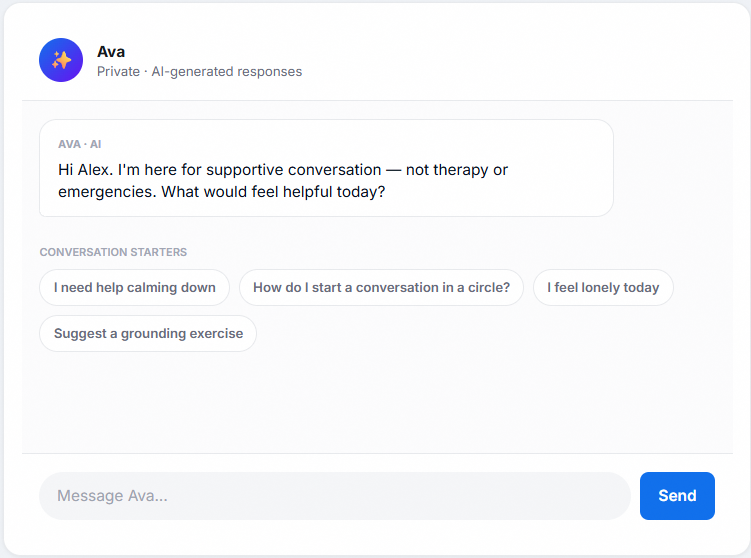 Ava
Private · AI-generated responses
AVA · AI
Hi Alex. I'm here for supportive conversation — not therapy or
emergencies. What would feel helpful today?
CONVERSATION STARTERS
I need help calming down
How do I start a conversation in a circle?
I feel lonely today
Suggest a grounding exercise
Message Ava...
Send